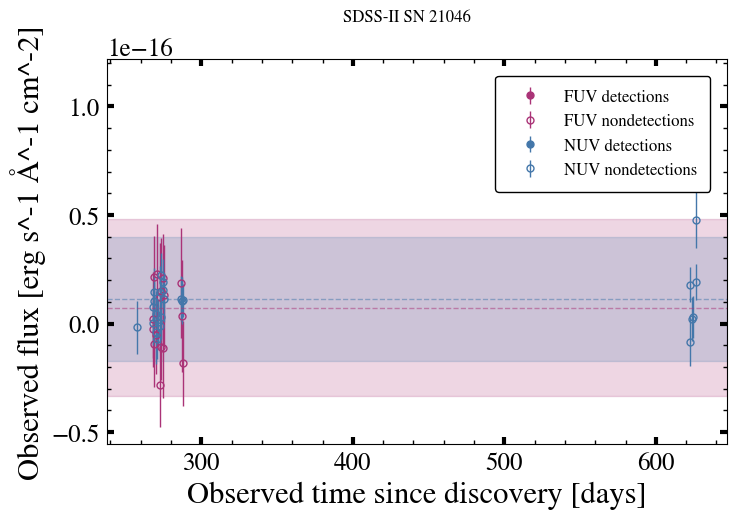 SDSS-II SN 21046
1e−16
FUV detections
FUV nondetections
NUV detections
NUV nondetections
1.0
0.5
0.0
−0.5
Observed flux [erg s^-1 Å^-1 cm^-2]
300 400 500 600
Observed time since discovery [days]